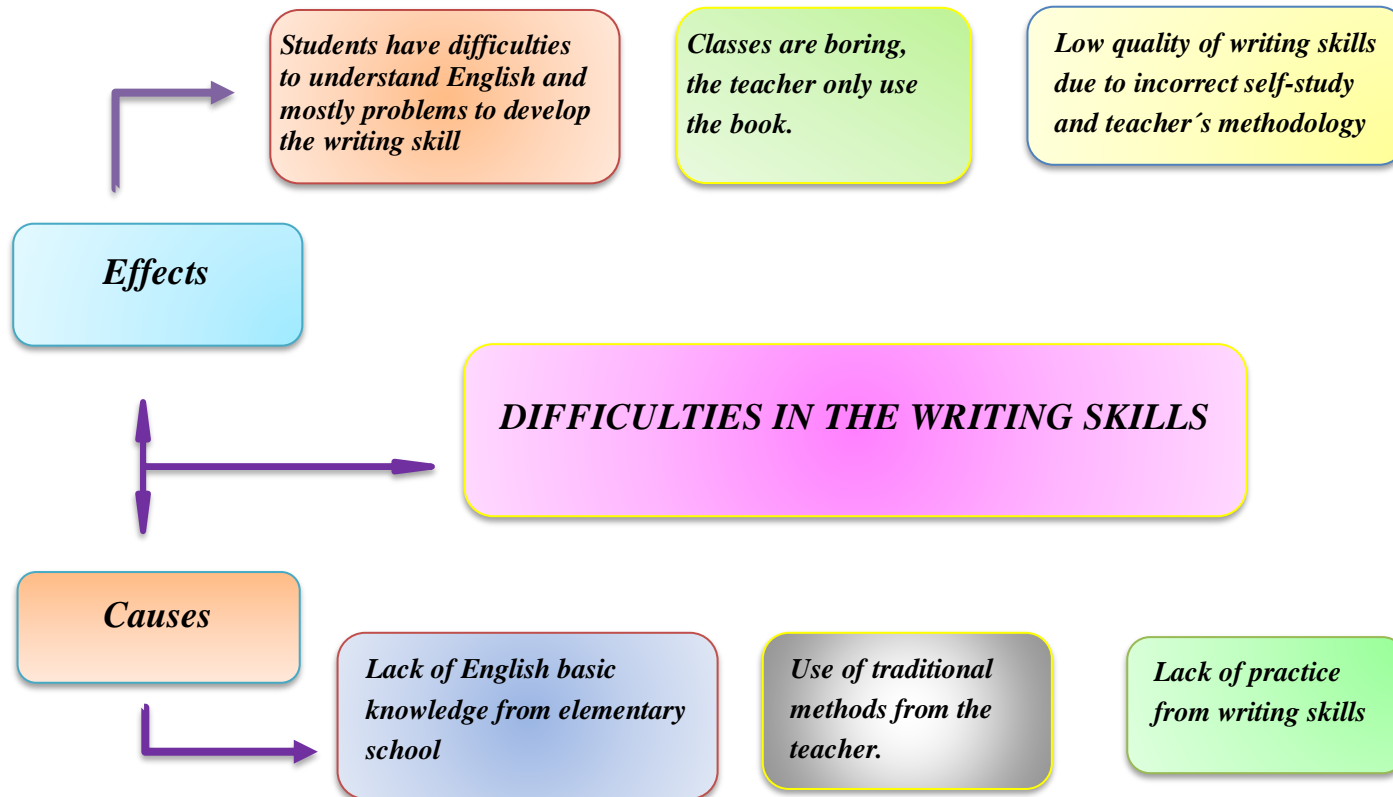 Students have difficulties
to understand English and
mostly problems to develop
the writing skill
Classes are boring,
the teacher only use
the book.
Low quality of writing skills
due to incorrect self-study
and teacher´s methodology
Effects
DIFFICULTIES IN THE WRITING SKILLS
Causes
Lack of English basic
knowledge from elementary
school
Use of traditional
methods from the
teacher.
Lack of practice
from writing skills